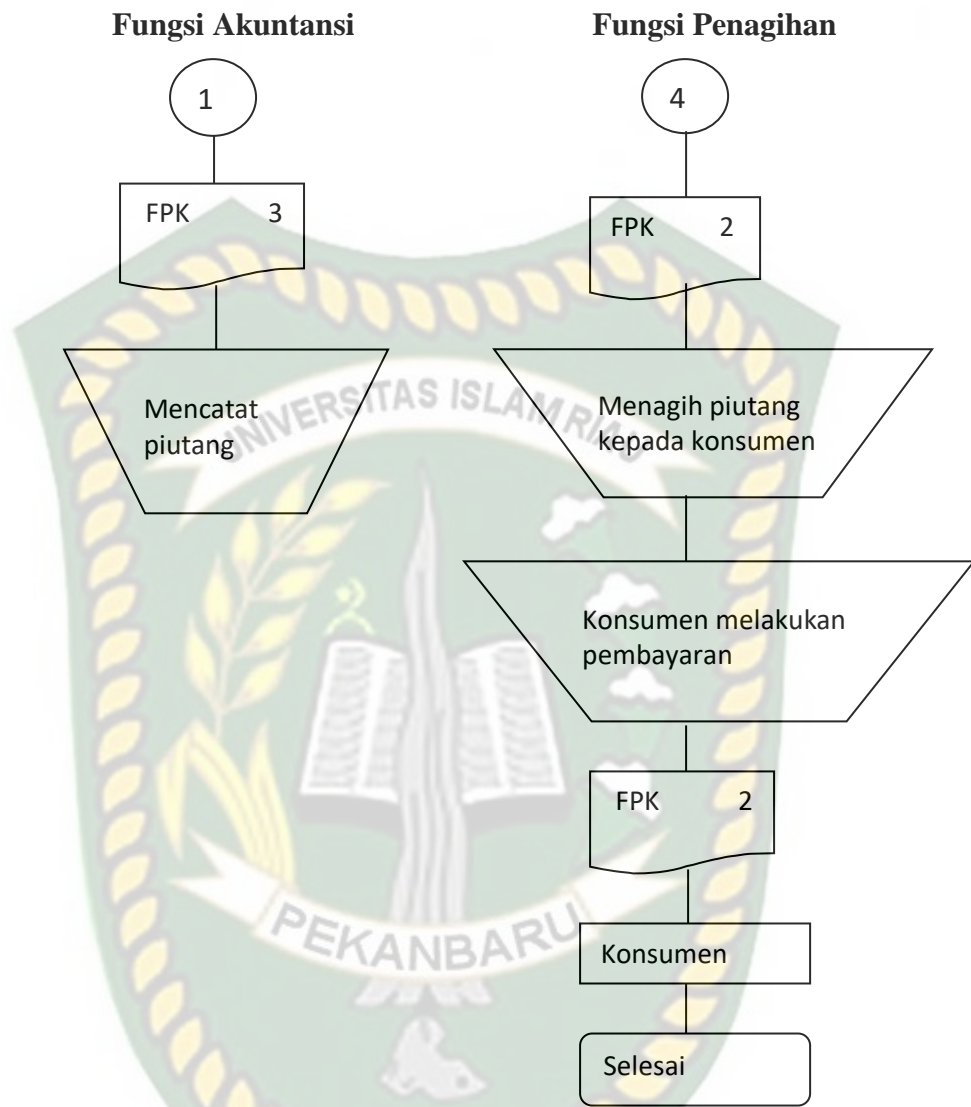 Fungsi Akuntansi
1
FPK 3
Mencatat
piutang
Fungsi Penagihan
4
FPK 2
Menagih piutang
kepada konsumen
Konsumen melakukan
pembayaran
FPK 2
Konsumen
Selesai
UNIVERSITAS ISLAM RIAU
PEKANBARU